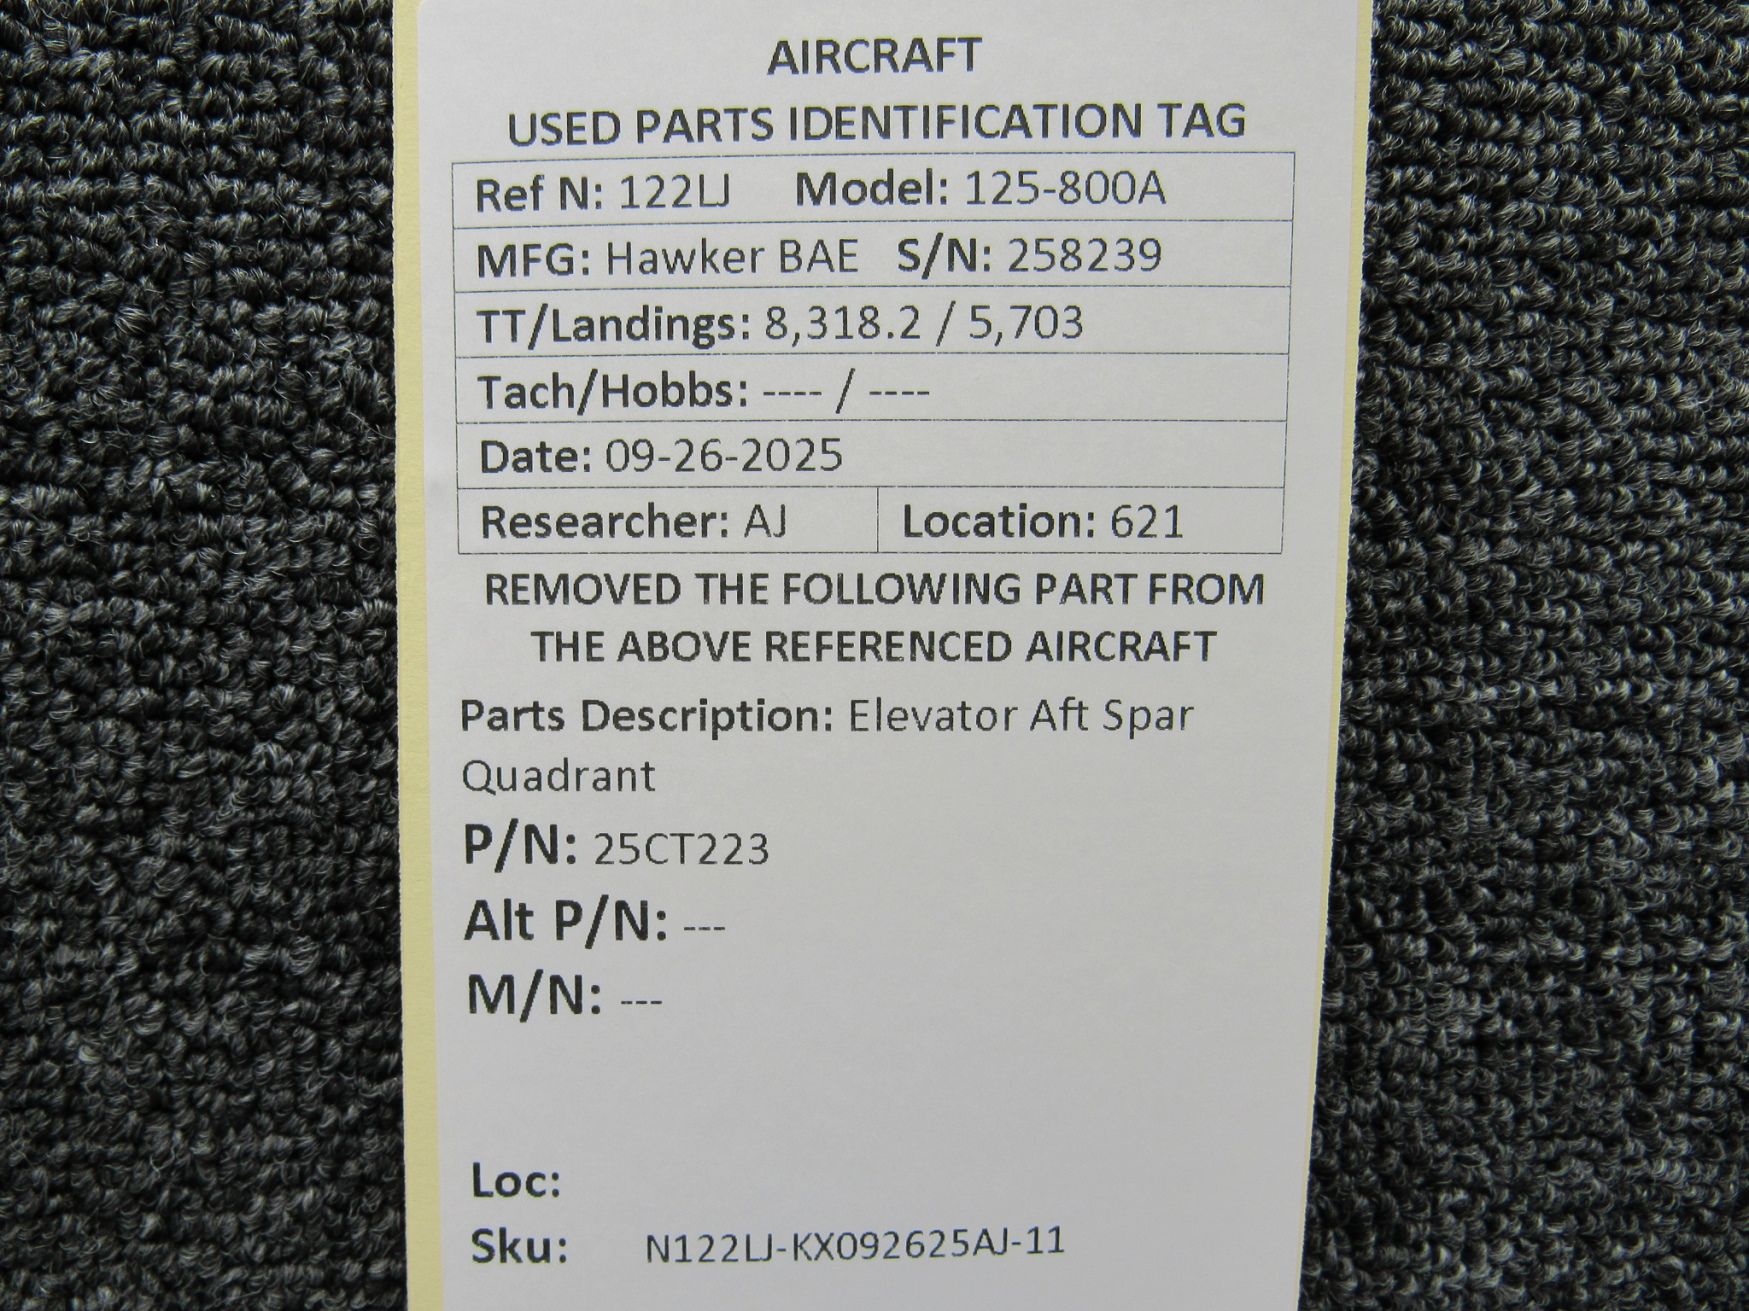 AIRCRAFT
USED PARTS IDENTIFICATION TAG
Ref N: 122LJ Model: 125-800A
MFG: Hawker BAE S/N: 258239
TT/Landings: 8,318.2 / 5,703
Tach/Hobbs: ---- / ----
Date: 09-26-2025
Researcher: AJ Location: 621
REMOVED THE FOLLOWING PART FROM
THE ABOVE REFERENCED AIRCRAFT
Parts Description: Elevator Aft Spar
Quadrant
P/N: 25CT223
Alt P/N: ---
M/N: ---
Loc:
Sku: N122LJ-KX092625AJ-11